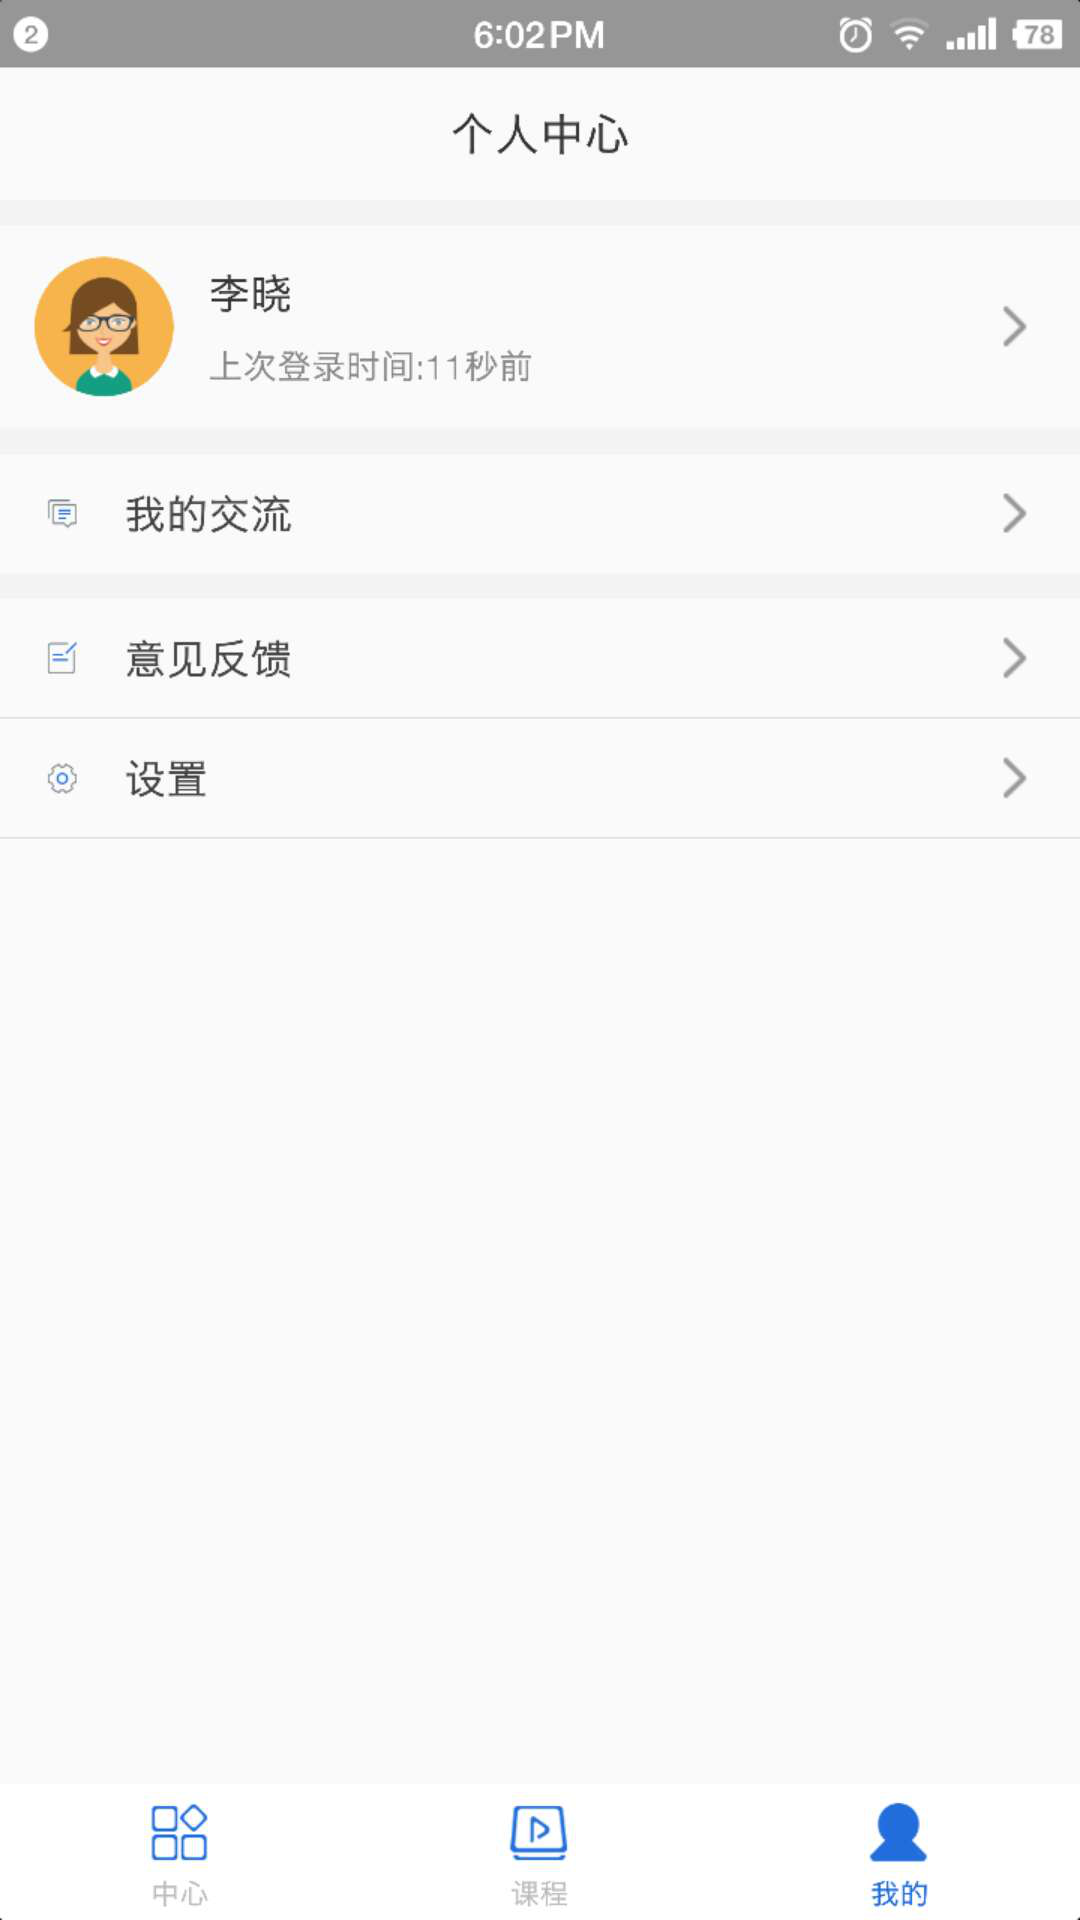 2
6:02PM
78
个人中心
李晓
上次登录时间:11秒前
我的交流
意见反馈
设置
中心
课程
我的